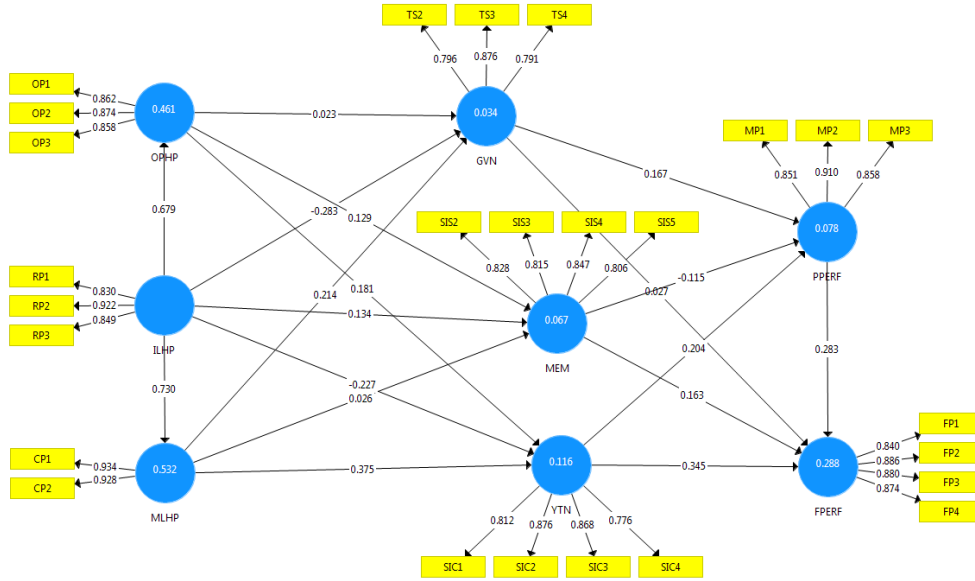 TS2 TS3 TS4
0.796 0.876 0.791
OP1
OP2
OP3
0.862
0.874
0.858
0.461
OPHP
0.023
0.034
GVN
MP1 MP2 MP3
0.851 0.910 0.858
0.167
0.679
-0.283
0.129
SIS2 SIS3 SIS4 SIS5
0.828 0.815 0.847 0.806
0.078
PPERF
-0.115
0.027
RP1
RP2
RP3
0.830
0.922
0.849
ILHP
0.214
0.181
0.134
0.067
MEM
0.204
0.283
0.730
-0.227
0.026
0.163
CP1
CP2
0.934
0.928
0.532
MLHP
0.375
0.116
YTN
0.345
0.288
FPERF
0.840
0.886
0.880
0.874
FP1
FP2
FP3
FP4
0.812 0.876 0.868 0.776
SIC1 SIC2 SIC3 SIC4